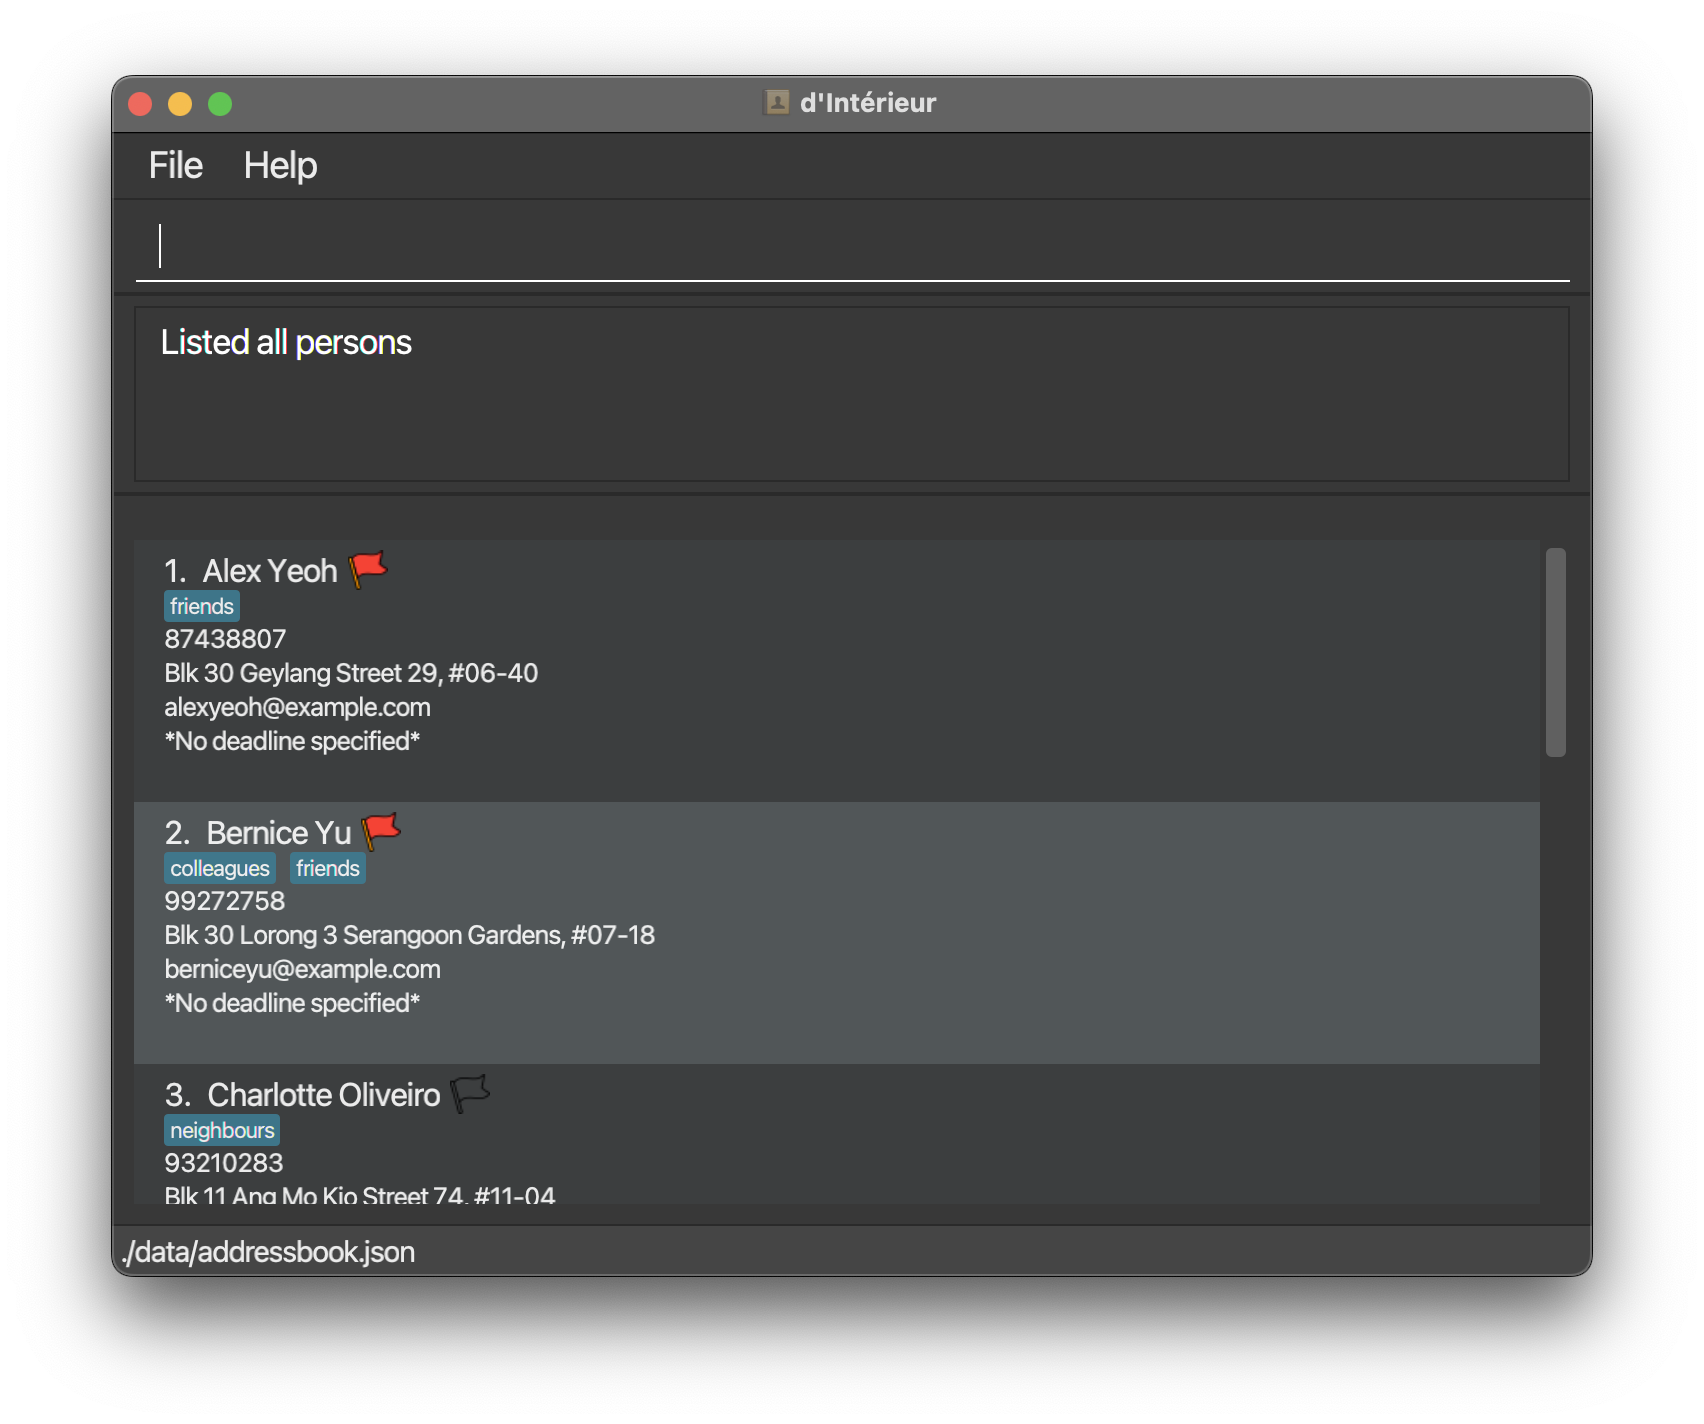 d'Intérieur
File Help
Listed all persons
1. Alex Yeoh
friends
87438807
Blk 30 Geylang Street 29, #06-40
alexyeoh@example.com
*No deadline specified*
2. Bernice Yu
colleagues friends
99272758
Blk 30 Lorong 3 Serangoon Gardens, #07-18
berniceyu@example.com
*No deadline specified*
3. Charlotte Oliveiro
neighbours
93210283
Blk 11 Ang Mo Kio Street 74, #11-04
./data/addressbook.json